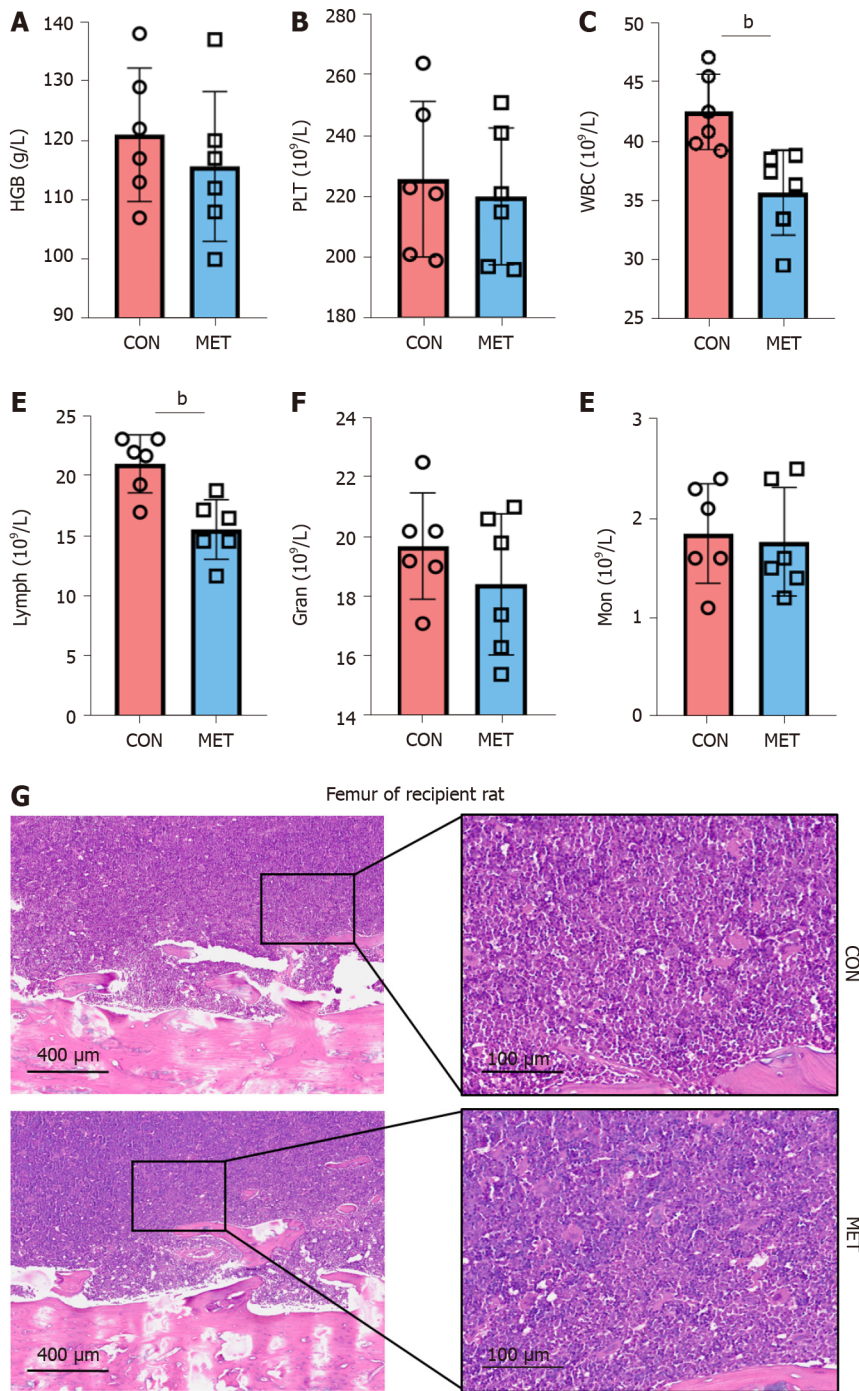 A
HGB (g/L)
140
130
120
110
100
90
CON
MET
B
PLT (10⁹/L)
280
260
240
220
200
180
CON
MET
C
b
WBC (10⁹/L)
50
45
40
35
30
25
CON
MET
E
b
Lymph (10⁹/L)
25
20
15
10
5
0
CON
MET
F
Gran (10⁹/L)
24
22
20
18
16
14
CON
MET
E
Mon (10⁹/L)
3
2
1
0
CON
MET
G
Femur of recipient rat
400 μm
100 μm
CON
400 μm
100 μm
MET